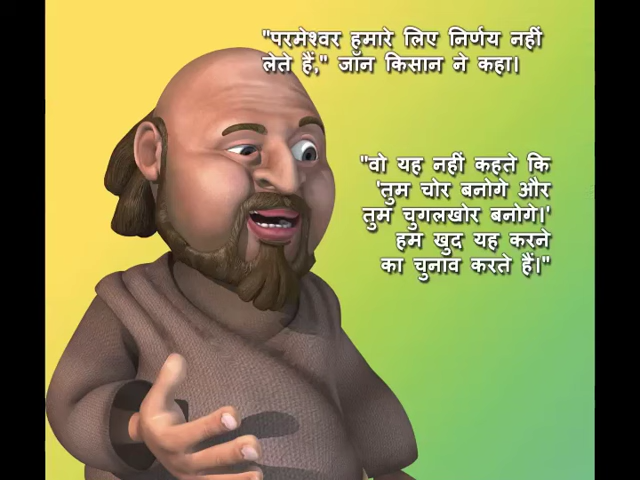 "परमेश्वर हमारे लिए निर्णय नहीं
लेते हैं," जॉन किसान ने कहा।
"वो यह नहीं कहते कि
'तुम चोर बनोगे और
तुम चुगलखोर बनोगे।'
हम खुद यह करने
का चुनाव करते हैं।"